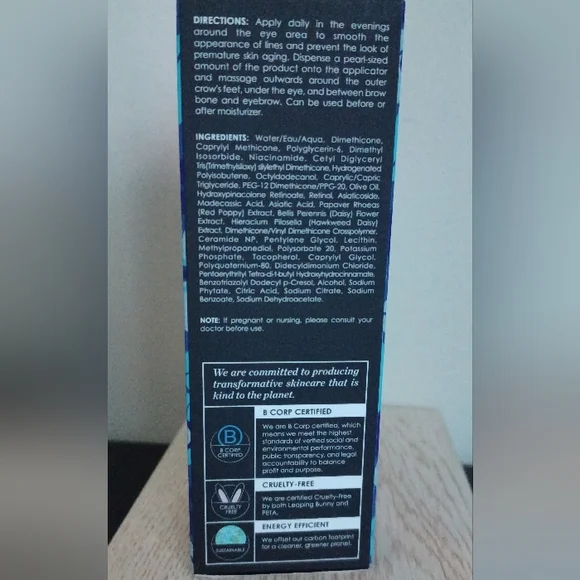 DIRECTIONS: Apply daily in the evenings
around the eye area to smooth the
appearance of lines and prevent the look of
premature skin aging. Dispense a pearl-sized
amount of the product onto the applicator
and massage outwards around the outer
crow's feet, under the eye, and between brow
bone and eyebrow. Can be used before or
after moisturizer.
INGREDIENTS: Water/Eau/Aqua, Dimethicone,
Caprylyl Methicone, Polyglycerin-6, Dimethyl
Isosorbide, Niacinamide, Cetyl Diglyceryl
Tris(Trimethylsiloxy) silylethyl Dimethicone, Hydrogenated
Polyisobutene, Octyldodecanol, Caprylic/Capric
Triglyceride, PEG-12 Dimethicone/PPG-20, Olive Oil,
Hydroxypinacolone Retinoate, Retinol, Asiaticoside,
Madecassic Acid, Asiatic Acid, Papaver Rhoeas
(Red Poppy) Extract, Bellis Perennis (Daisy) Flower
Extract, Hieracium Pilosella (Hawkweed Daisy)
Extract, Dimethicone/Vinyl Dimethicone Crosspolymer,
Ceramide NP, Pentylene Glycol, Lecithin,
Methylpropanediol, Polysorbate 20, Potassium
Phosphate, Tocopherol, Caprylyl Glycol,
Polyquaternium-80, Didecyldimonium Chloride,
Pentaerythrityl Tetra-di-t-butyl Hydroxyhydrocinnamate,
Benzotriazolyl Dodecyl p-Cresol, Alcohol, Sodium
Phytate, Citric Acid, Sodium Citrate, Sodium
Benzoate, Sodium Dehydroacetate.
NOTE: If pregnant or nursing, please consult your
doctor before use.
We are committed to producing
transformative skincare that is
kind to the planet.
B CORP CERTIFIED
B
B CORP
CERTIFIED
We are B Corp certified, which
means we meet the highest
standards of verified social and
environmental performance,
public transparency, and legal
accountability to balance
profit and purpose.
CRUELTY-FREE
CRUELTY
FREE
We are certified Cruelty-free
by both Leaping Bunny and
PETA.
ENERGY EFFICIENT
SUSTAINABLE
We offset our carbon footprint
for a cleaner, greener planet.